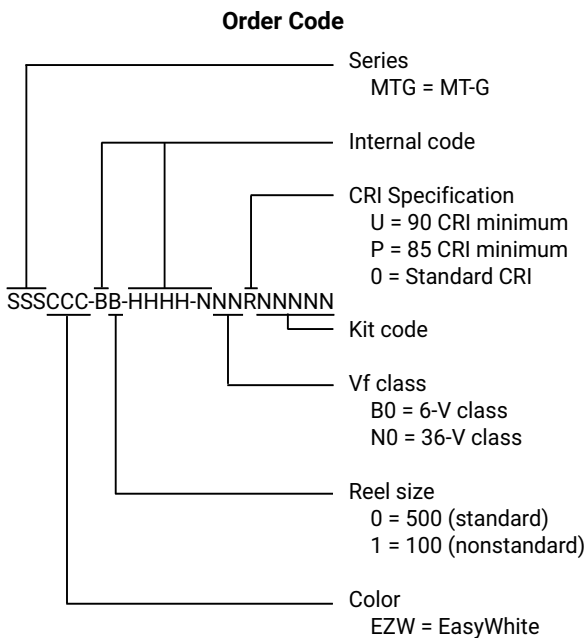 Order Code
Series
MTG = MT-G
Internal code
CRI Specification
U = 90 CRI minimum
P = 85 CRI minimum
0 = Standard CRI
SSSCCC-BB-HHHH-NNNRNNNNN
Kit code
Vf class
B0 = 6-V class
N0 = 36-V class
Reel size
0 = 500 (standard)
1 = 100 (nonstandard)
Color
EZW = EasyWhite